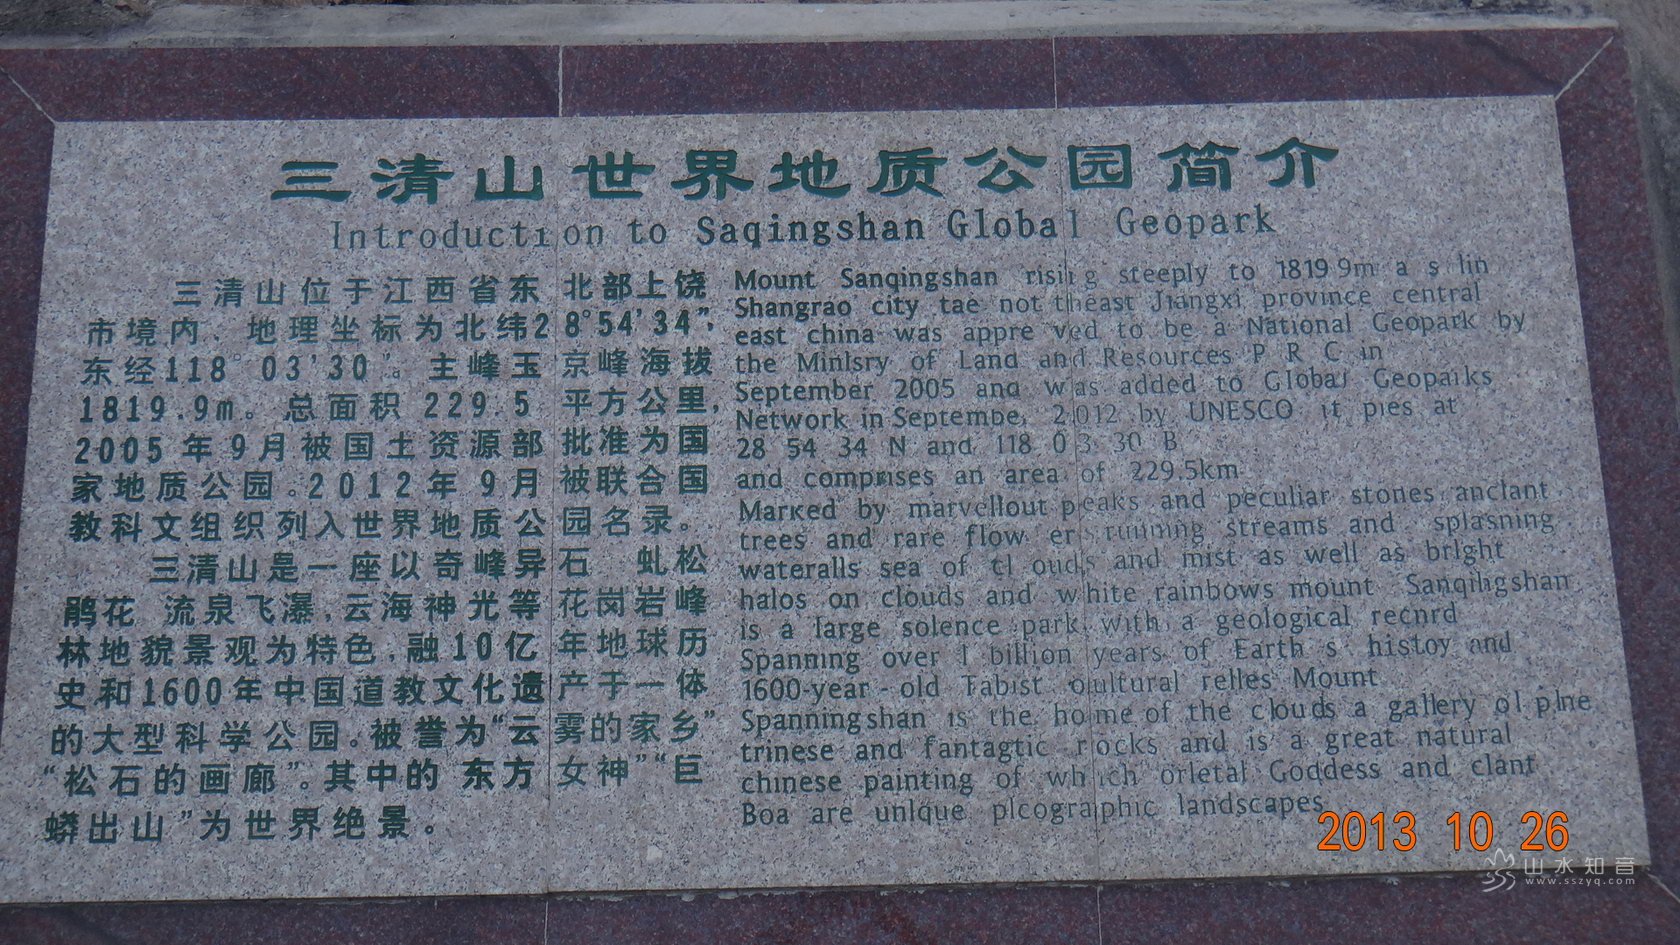 三清山世界地质公园简介
Introduction to Saqingshan Global Geopark
三清山位于江西省东北部上饶
市境内、地理坐标为北纬28°54'34",
东经118°03'30"。主峰玉京峰海拔
1819.9m。总面积229.5平方公里,
2005年9月被国土资源部批准为国
家地质公园。2012年9月被联合国
教科文组织列入世界地质公园名录。
三清山是一座以奇峰异石 虬松
鹃花 流泉飞瀑,云海神光等花岗岩峰
林地貌景观为特色,融10亿年地球历
史和1600年中国道教文化遗产于一体
的大型科学公园。被誉为“云雾的家乡”
“松石的画廊”。其中的东方女神”“巨
蟒出山”为世界绝景。
Mount Sanqingshan rising steeply to 1819 9m a s lin
Shangrao city tae not theast Jiangxi province central
east china was appre ved to be a National Geopark by
the Minlsry of Land and Resources P R C in
September 2005 and was added to Global Geopaiks
Network in Septembe, 2012 by UNESCO it pies at
28 54 34 N and 118 03 30 B
and comprises an area of 229.5km
Marked by marvellout peaks and peculiar stones anclant
trees and rare flow ers running streams and splasning
wateralls sea of clouds and mist as well as brlght
halos on clouds and white rainbows mount Sanqihgshan
is a large solence park with a geological recnrd
Spanning over 1 billion years of Earth s histoy and
1600-year-old Tabist oultural relles Mount
Spanningshan is the home of the clouds a gallery ol plne
trinese and fantagtic rocks and is a great natural
chinese painting of which orletal Goddess and clant
Boa are unlque plcographic landscapes
2013 10 26
山水知音
www.sszyq.com